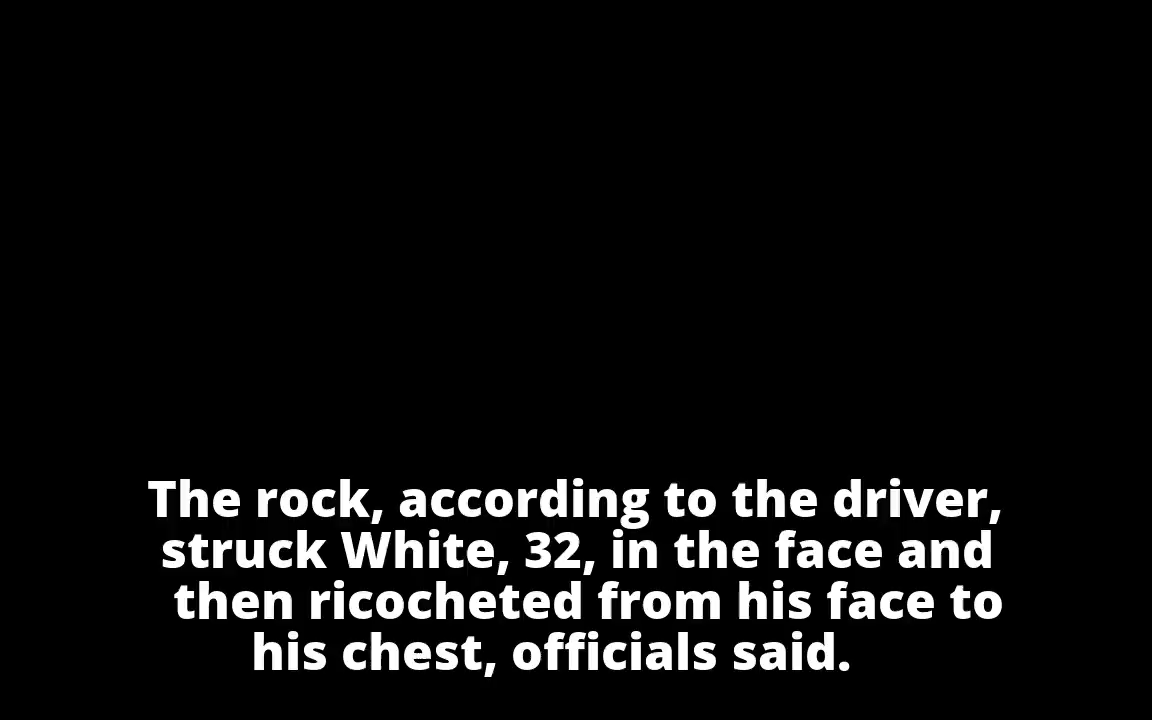 The rock, according to the driver,
struck White, 32, in the face and
then ricocheted from his face to
his chest, officials said.